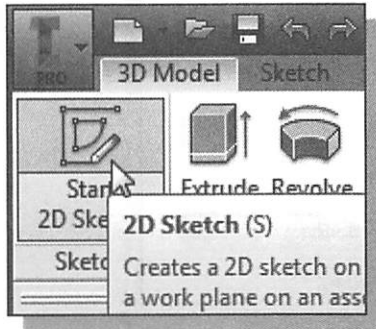 PRO
3D Model Sketch
Start
2D Ske
Extrude Revolve
Sketc
2D Sketch (S)
Creates a 2D sketch on
a work plane on an ass